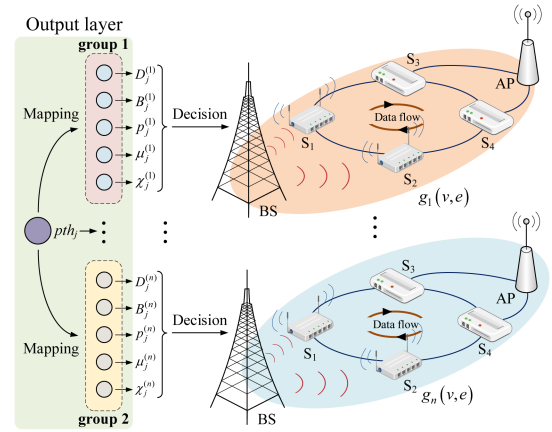 Output layer
group 1
D_j^(1)
B_j^(1)
p_j^(1)
μ_j^(1)
χ_j^(1)
Mapping
Decision
BS
S1
S2
S3
S4
AP
Data flow
g1(v,e)
pth_j
Mapping
D_j^(n)
B_j^(n)
p_j^(n)
μ_j^(n)
χ_j^(n)
group 2
Decision
BS
S1
S2
S3
S4
AP
Data flow
gn(v,e)